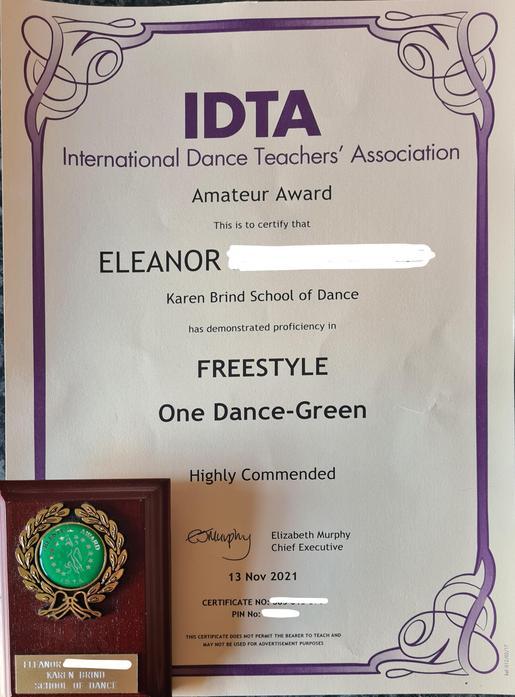 IDTA
International Dance Teachers' Association
Amateur Award
This is to certify that
ELEANOR
Karen Brind School of Dance
has demonstrated proficiency in
FREESTYLE
One Dance-Green
Highly Commended
EJMurphy
Elizabeth Murphy
Chief Executive
13 Nov 2021
CERTIFICATE NO:
PIN No:
THIS CERTIFICATE DOES NOT PERMIT THE BEARER TO TEACH AND
MAY NOT BE USED FOR ADVERTISEMENT PURPOSES
AWARD
IDTA
ELEANOR
KAREN BRIND
SCHOOL OF DANCE